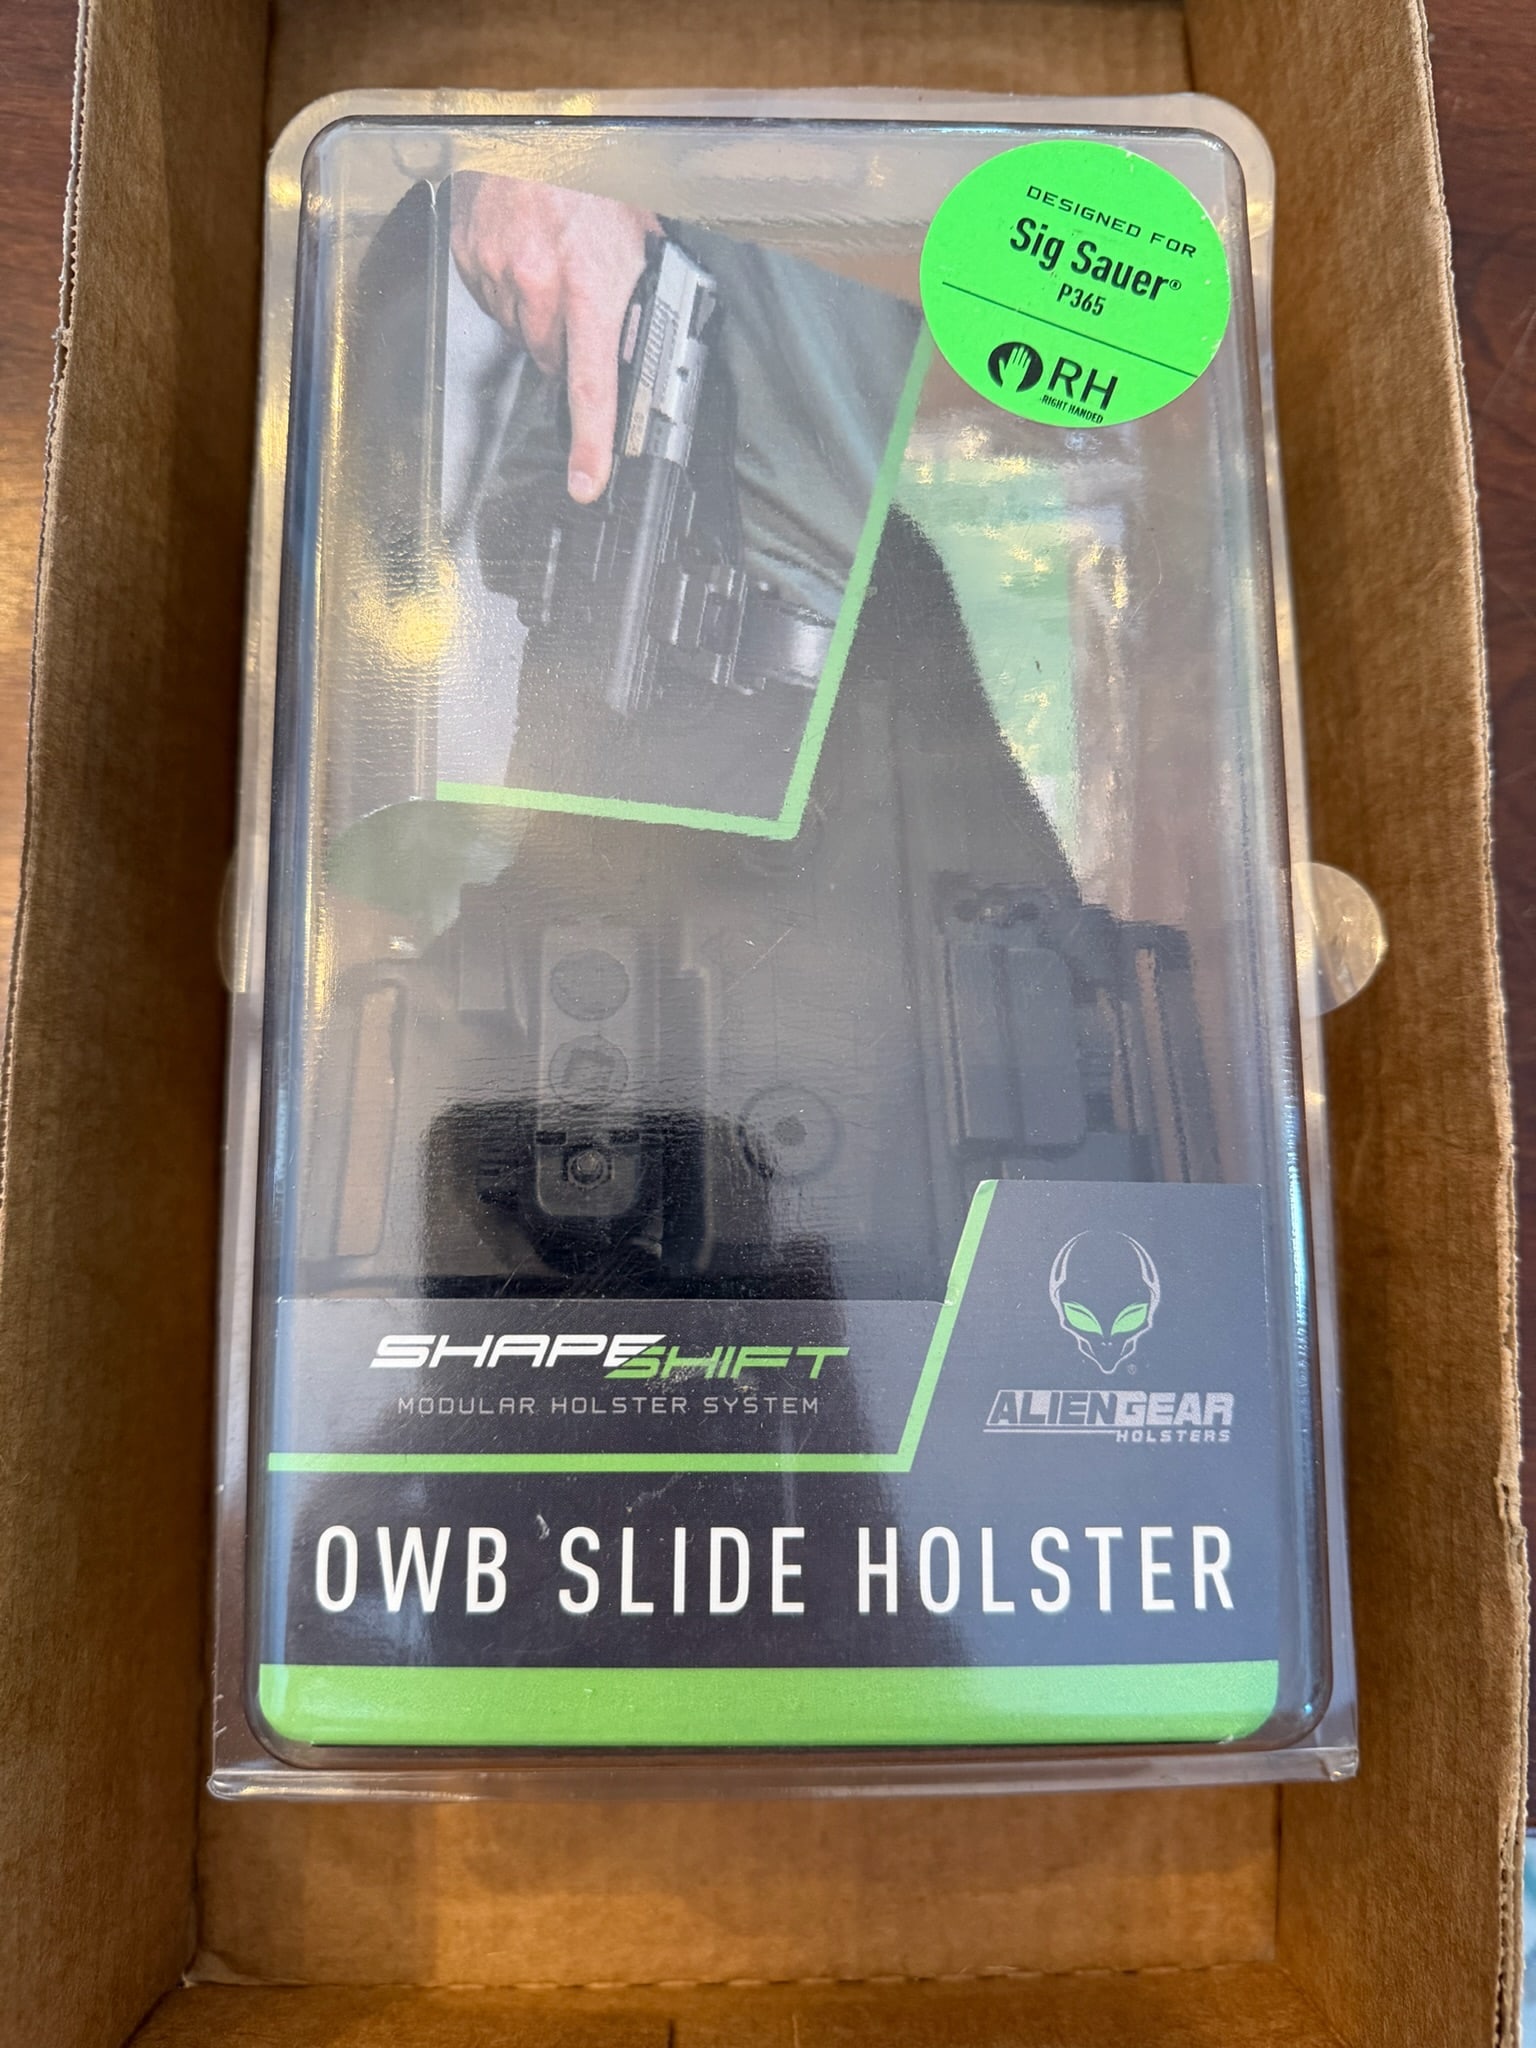 DESIGNED FOR
Sig Sauer®
P365
RH
RIGHT HANDED
SHAPESHIFT
MODULAR HOLSTER SYSTEM
®
ALIENGEAR
HOLSTERS
OWB SLIDE HOLSTER